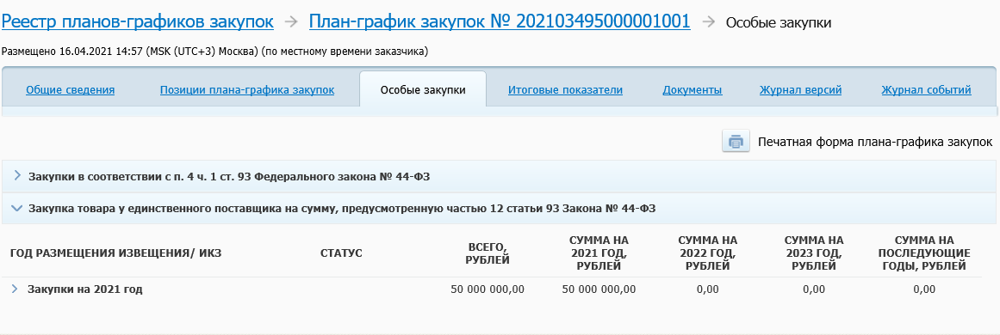 Реестр планов-графиков закупок → План-график закупок № 202103495000001001 → Особые закупки
Размещено 16.04.2021 14:57 (MSK (UTC+3) Москва) (по местному времени заказчика)
Общие сведения Позиции плана-графика закупок Особые закупки Итоговые показатели Документы Журнал версий Журнал событий
Печатная форма плана-графика закупок
Закупки в соответствии с п. 4 ч. 1 ст. 93 Федерального закона № 44-ФЗ
Закупка товара у единственного поставщика на сумму, предусмотренную частью 12 статьи 93 Закона № 44-ФЗ
ГОД РАЗМЕЩЕНИЯ ИЗВЕЩЕНИЯ/ ИКЗ
СТАТУС
ВСЕГО,
РУБЛЕЙ
СУММА НА
2021 ГОД,
РУБЛЕЙ
СУММА НА
2022 ГОД,
РУБЛЕЙ
СУММА НА
2023 ГОД,
РУБЛЕЙ
СУММА НА
ПОСЛЕДУЮЩИЕ
ГОДЫ, РУБЛЕЙ
Закупки на 2021 год 50 000 000,00 50 000 000,00 0,00 0,00 0,00